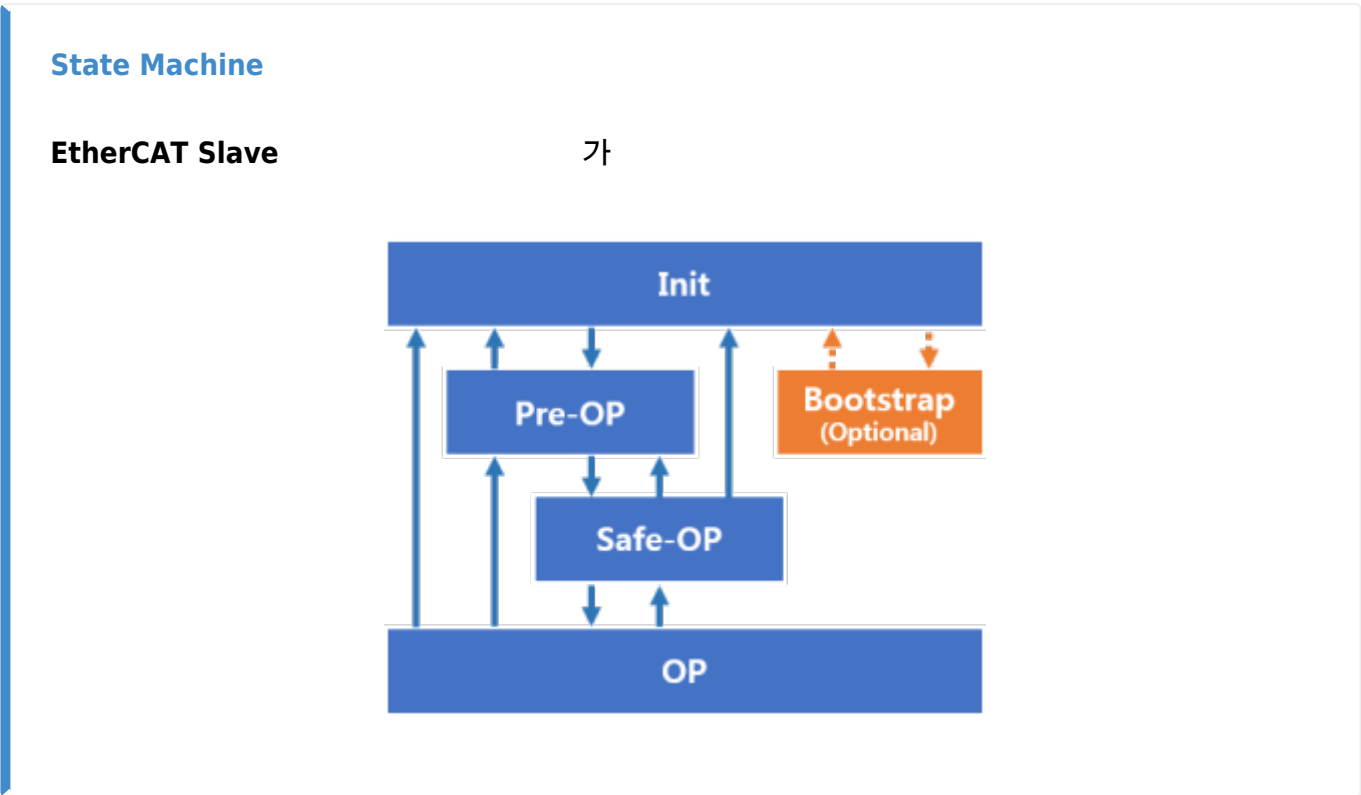 State Machine
EtherCAT Slave 가
Init
Pre-OP
Bootstrap
(Optional)
Safe-OP
OP